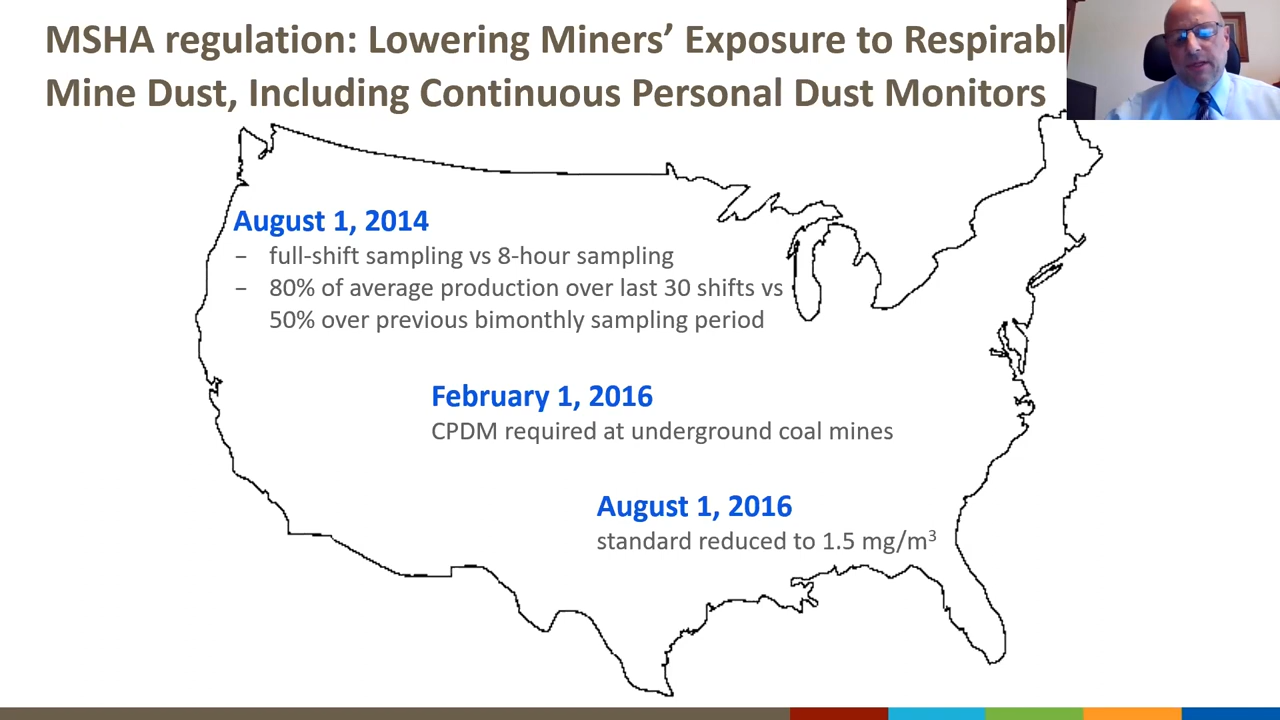 MSHA regulation: Lowering Miners’ Exposure to Respirabl
Mine Dust, Including Continuous Personal Dust Monitors
August 1, 2014
– full-shift sampling vs 8-hour sampling
– 80% of average production over last 30 shifts vs
50% over previous bimonthly sampling period
February 1, 2016
CPDM required at underground coal mines
August 1, 2016
standard reduced to 1.5 mg/m³